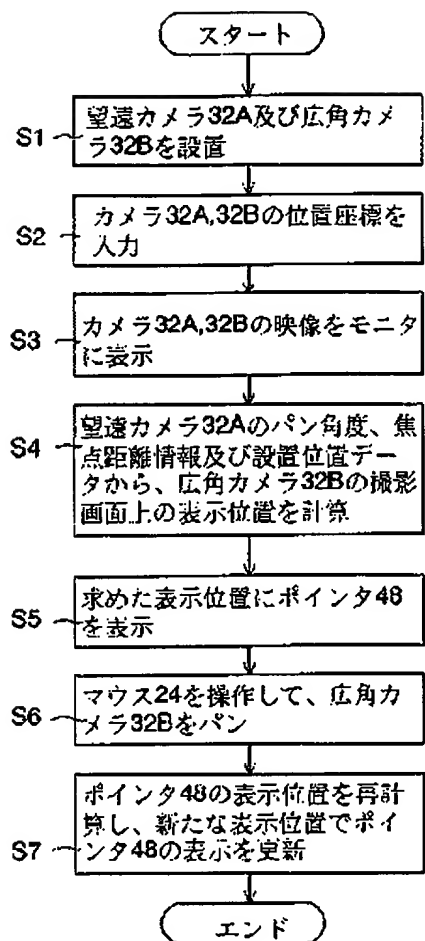 スタート
S1
望遠カメラ32A及び広角カメ
ラ32Bを設置
S2
カメラ32A,32Bの位置座標を
入力
S3
カメラ32A,32Bの映像をモニタ
に表示
S4
望遠カメラ32Aのパン角度、焦
点距離情報及び設置位置デー
タから、広角カメラ32Bの撮影
画面上の表示位置を計算
S5
求めた表示位置にポインタ48
を表示
S6
マウス24を操作して、広角カ
メラ32Bをパン
S7
ポインタ48の表示位置を再計
算し、新たな表示位置でポイ
ンタ48の表示を更新
エンド